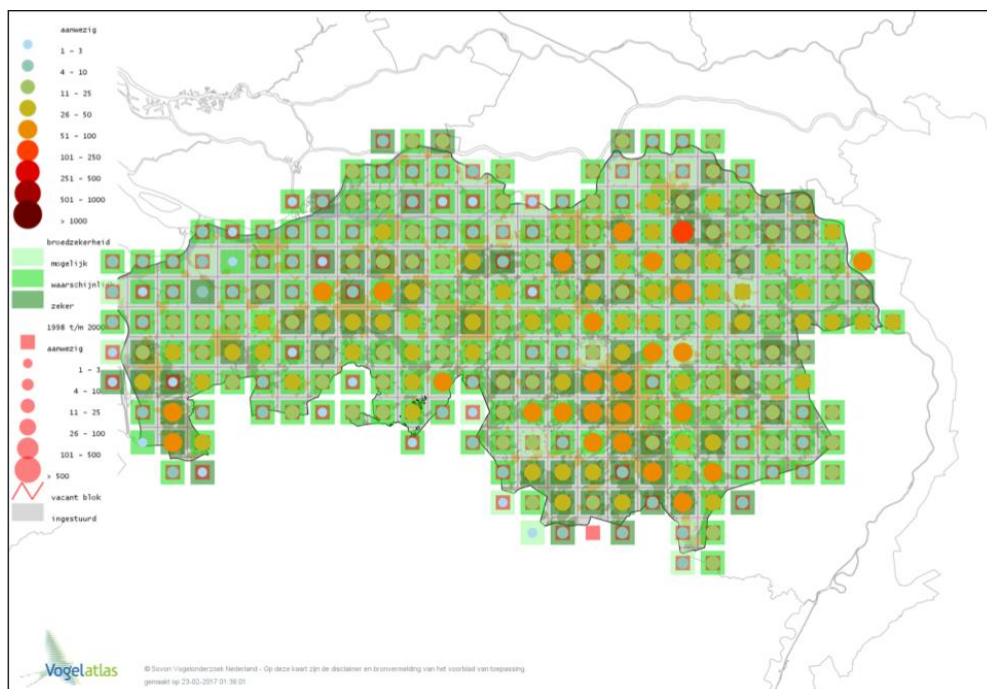 aanwezig
1 - 3
4 - 10
11 - 25
26 - 50
51 - 100
101 - 250
251 - 500
501 - 1000
> 1000
broedzekerheid
mogelijk
waarschijnlij
zeker
1998 t/m 2000
aanwezig
1 - 3
4 - 10
11 - 25
26 - 100
101 - 500
> 500
vacant blok
ingestuurd
Vogelatlas
© Sovon Vogelonderzoek Nederland - Op deze kaart zijn de disclaimer en bronvermelding van het voorblad van toepassing.
gemaakt op 23-02-2017 01:38:01